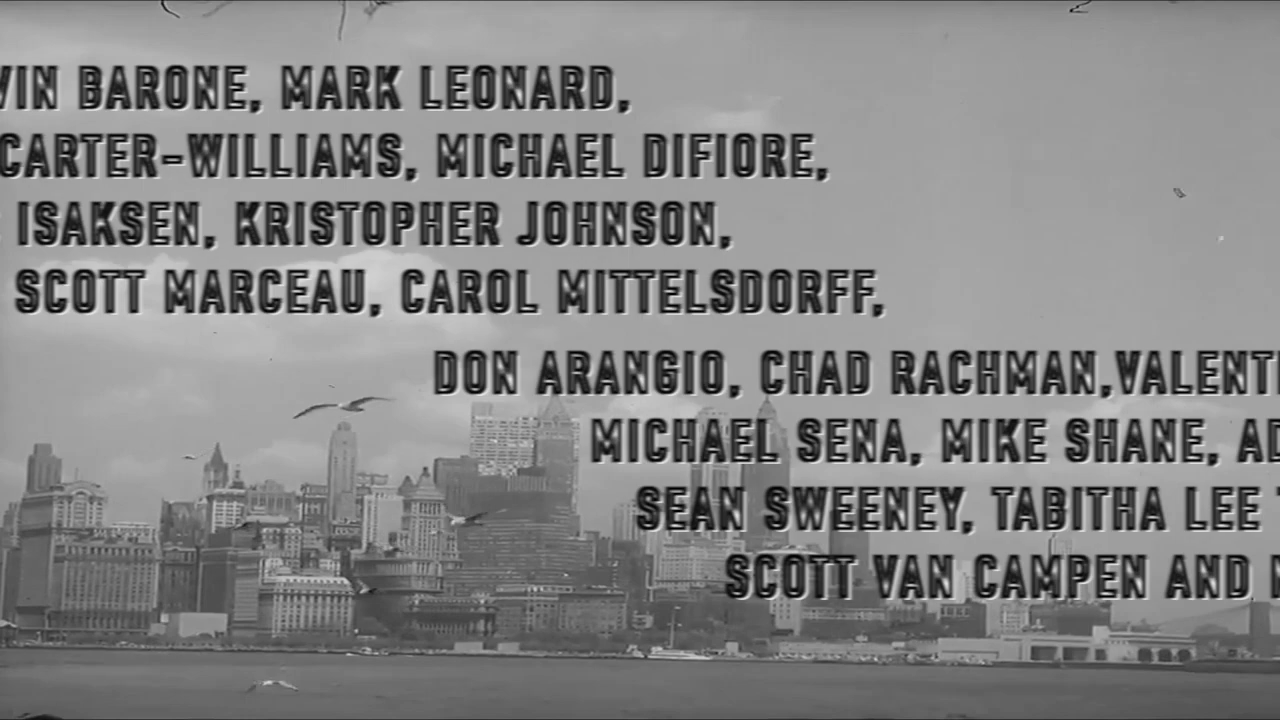 BARONE, MARK LEONARD,
CARTER-WILLIAMS, MICHAEL DIFIORE,
ISAKSEN, KRISTOPHER JOHNSON,
SCOTT MARCEAU, CAROL MITTELSDORFF,
DON ARANGIO, CHAD RACHMAN,
MICHAEL SENA, MIKE SHANE,
SEAN SWEENEY, TABITHA LEE
SCOTT VAN CAMPEN AND